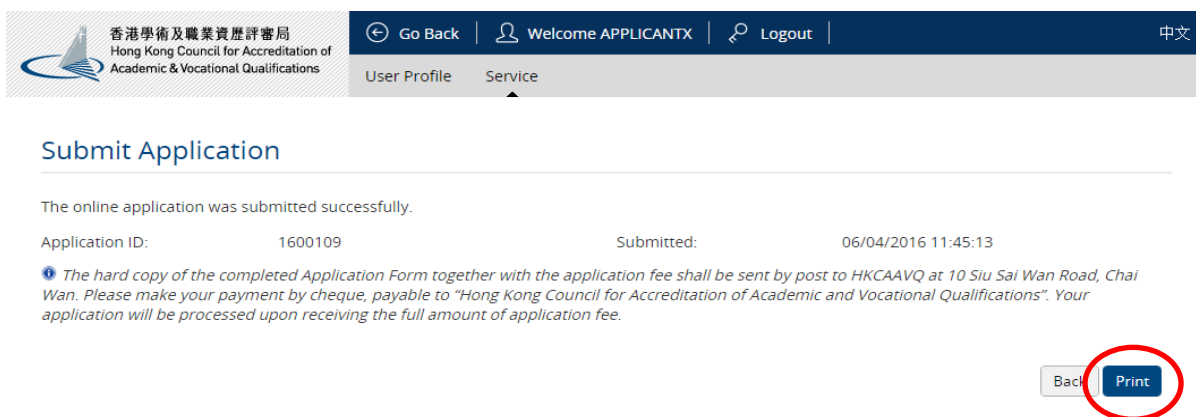 香港學術及職業資歷評審局
Hong Kong Council for Accreditation of
Academic & Vocational Qualifications
Go Back
Welcome APPLICANTX
Logout
中文
User Profile
Service
Submit Application
The online application was submitted successfully.
Application ID: 1600109 Submitted: 06/04/2016 11:45:13
The hard copy of the completed Application Form together with the application fee shall be sent by post to HKCAAVQ at 10 Siu Sai Wan Road, Chai
Wan. Please make your payment by cheque, payable to “Hong Kong Council for Accreditation of Academic and Vocational Qualifications”. Your
application will be processed upon receiving the full amount of application fee.
Back
Print